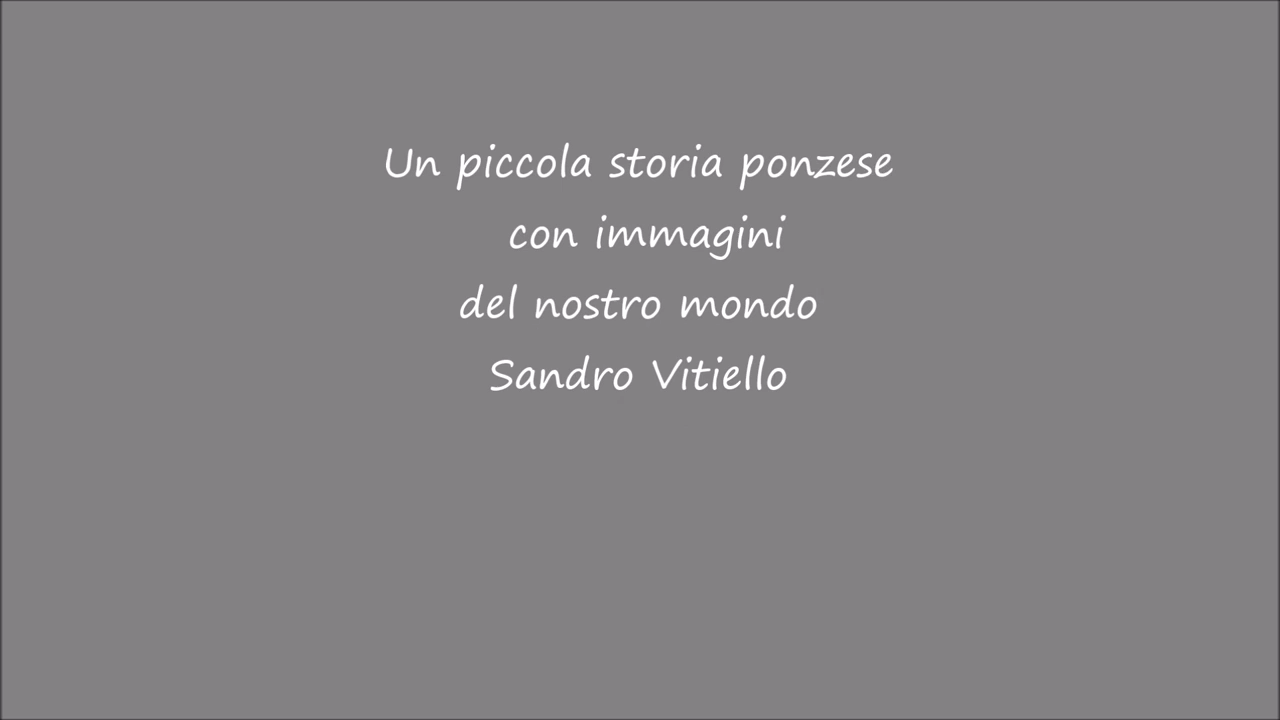 Un piccola storia ponzese
con immagini
del nostro mondo
Sandro Vitiello